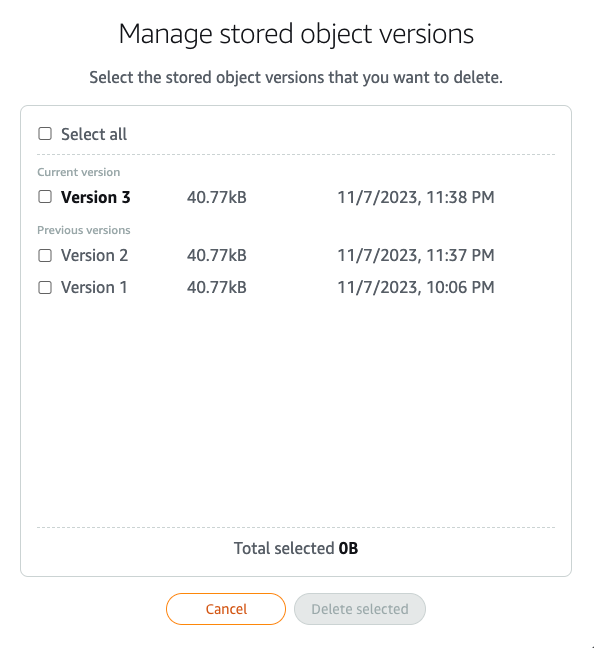 Manage stored object versions
Select the stored object versions that you want to delete.
Select all
Current version
Version 3 40.77kB 11/7/2023, 11:38 PM
Previous versions
Version 2 40.77kB 11/7/2023, 11:37 PM
Version 1 40.77kB 11/7/2023, 10:06 PM
Total selected 0B
Cancel Delete selected